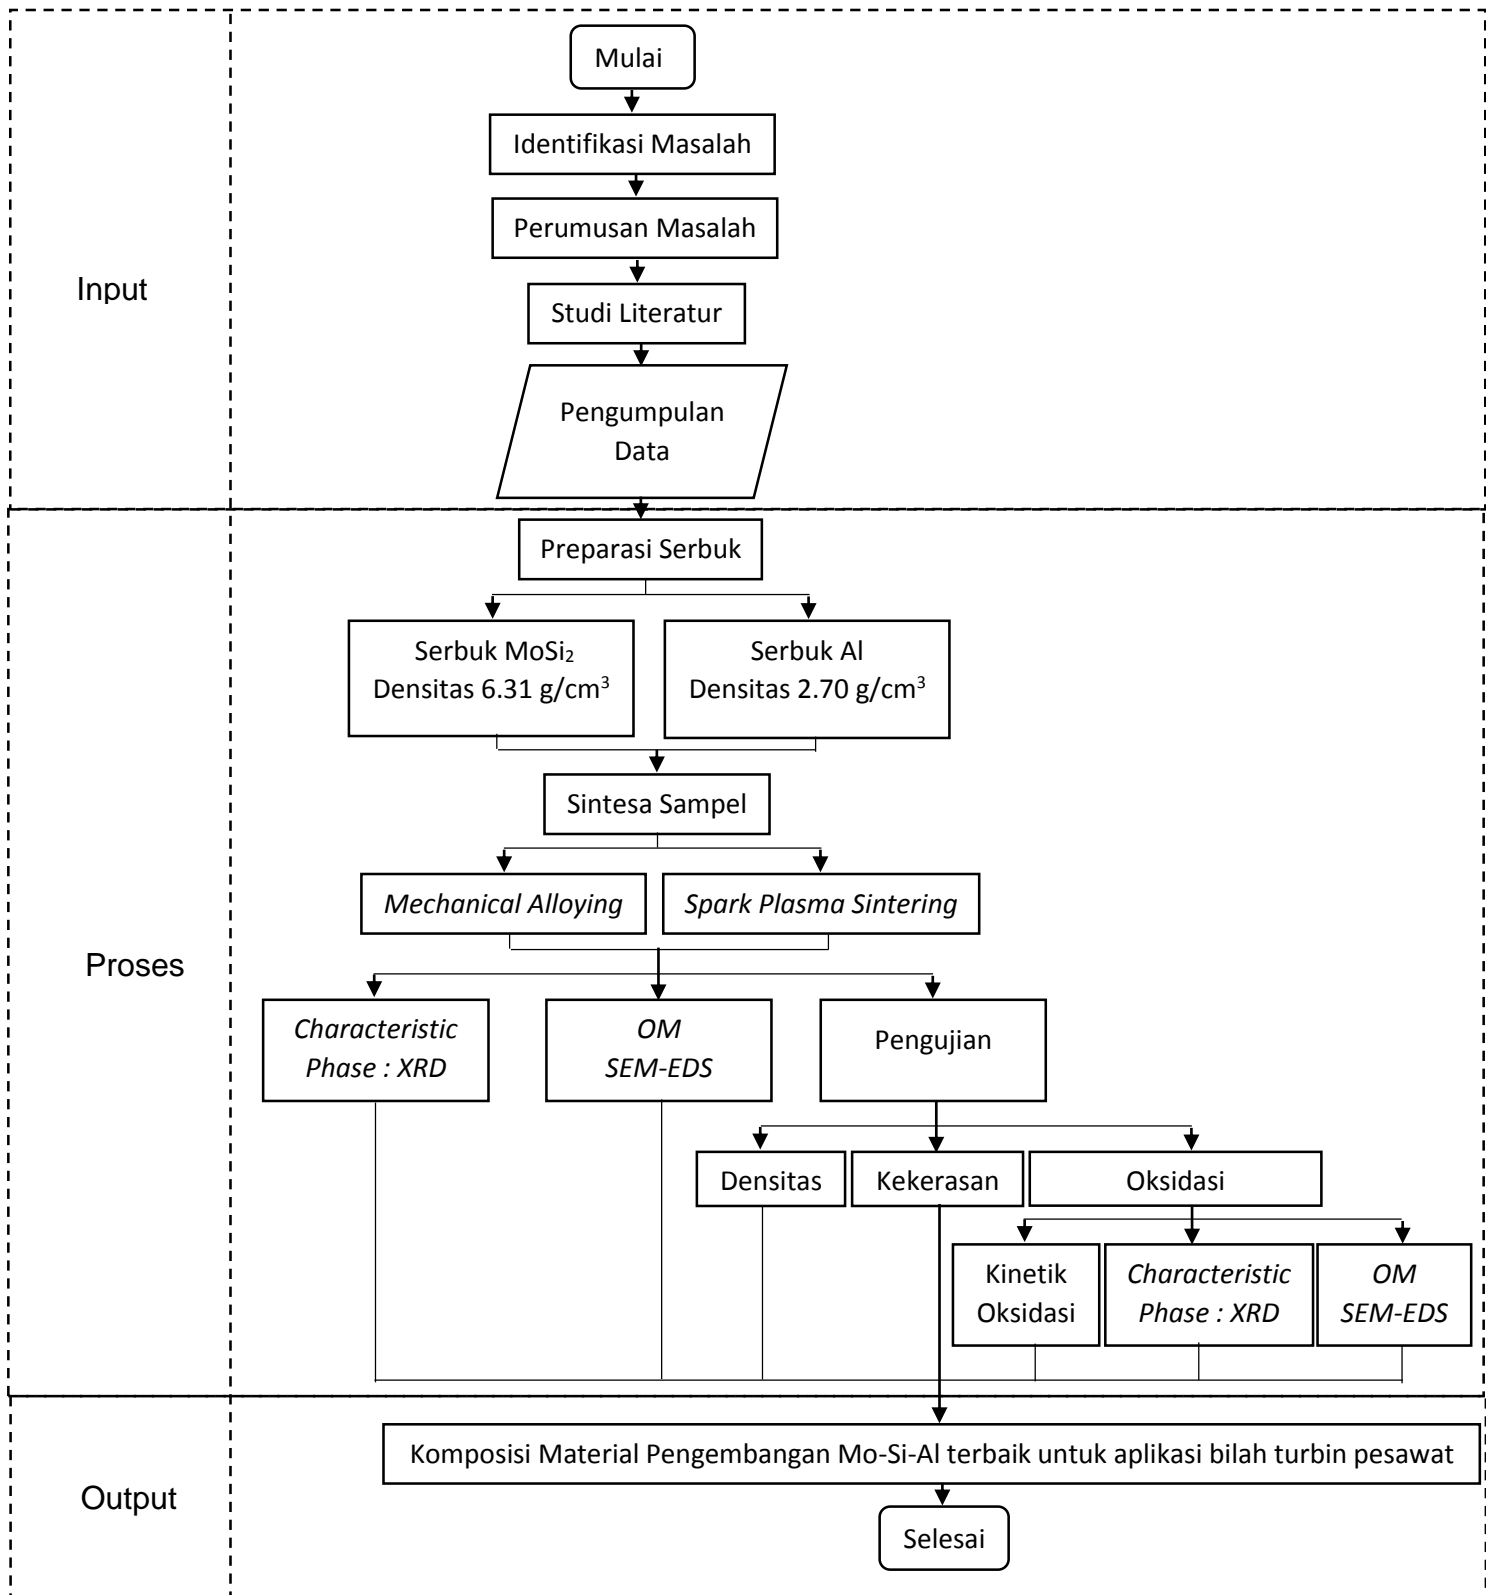 Mulai
Identifikasi Masalah
Perumusan Masalah
Input
Studi Literatur
Pengumpulan
Data
Preparasi Serbuk
Serbuk MoSi₂
Densitas 6.31 g/cm³
Serbuk Al
Densitas 2.70 g/cm³
Sintesa Sampel
Mechanical Alloying
Spark Plasma Sintering
Proses
Characteristic
Phase : XRD
OM
SEM-EDS
Pengujian
Densitas
Kekerasan
Oksidasi
Kinetik
Oksidasi
Characteristic
Phase : XRD
OM
SEM-EDS
Komposisi Material Pengembangan Mo-Si-Al terbaik untuk aplikasi bilah turbin pesawat
Output
Selesai